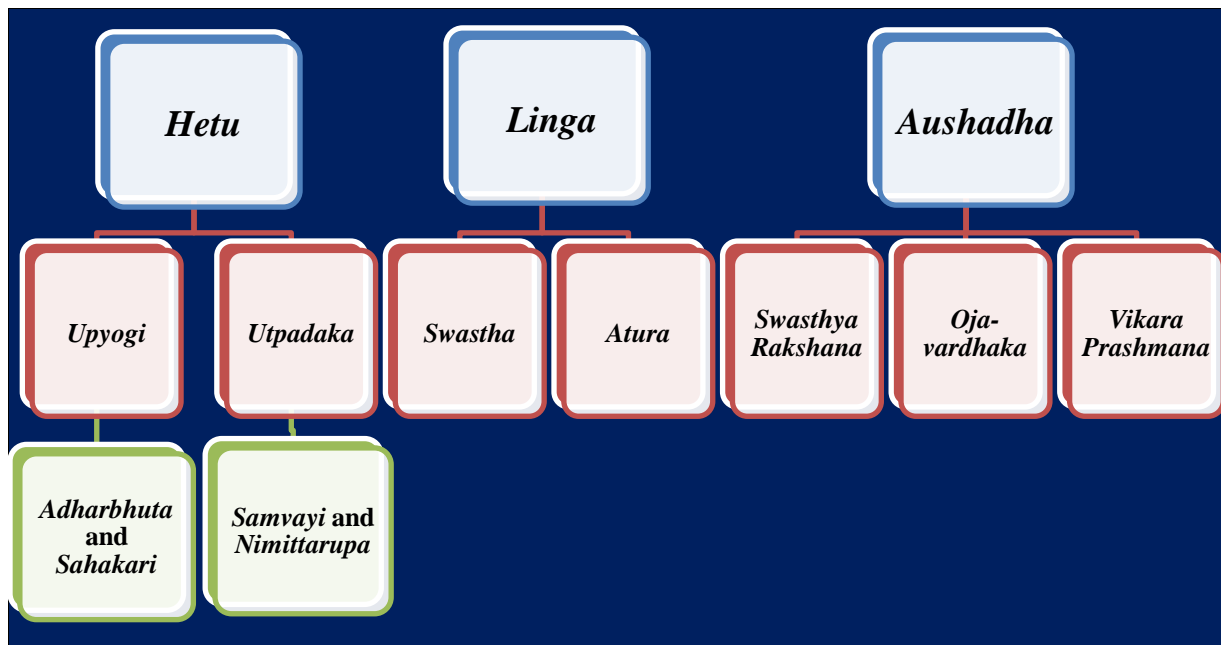 Hetu
Linga
Aushadha
Upyogi
Utpadaka
Swastha
Atura
Swasthya
Rakshana
Oja-
vardhaka
Vikara
Prashmana
Adharbhuta
and
Sahakari
Samvayi and
Nimittarupa